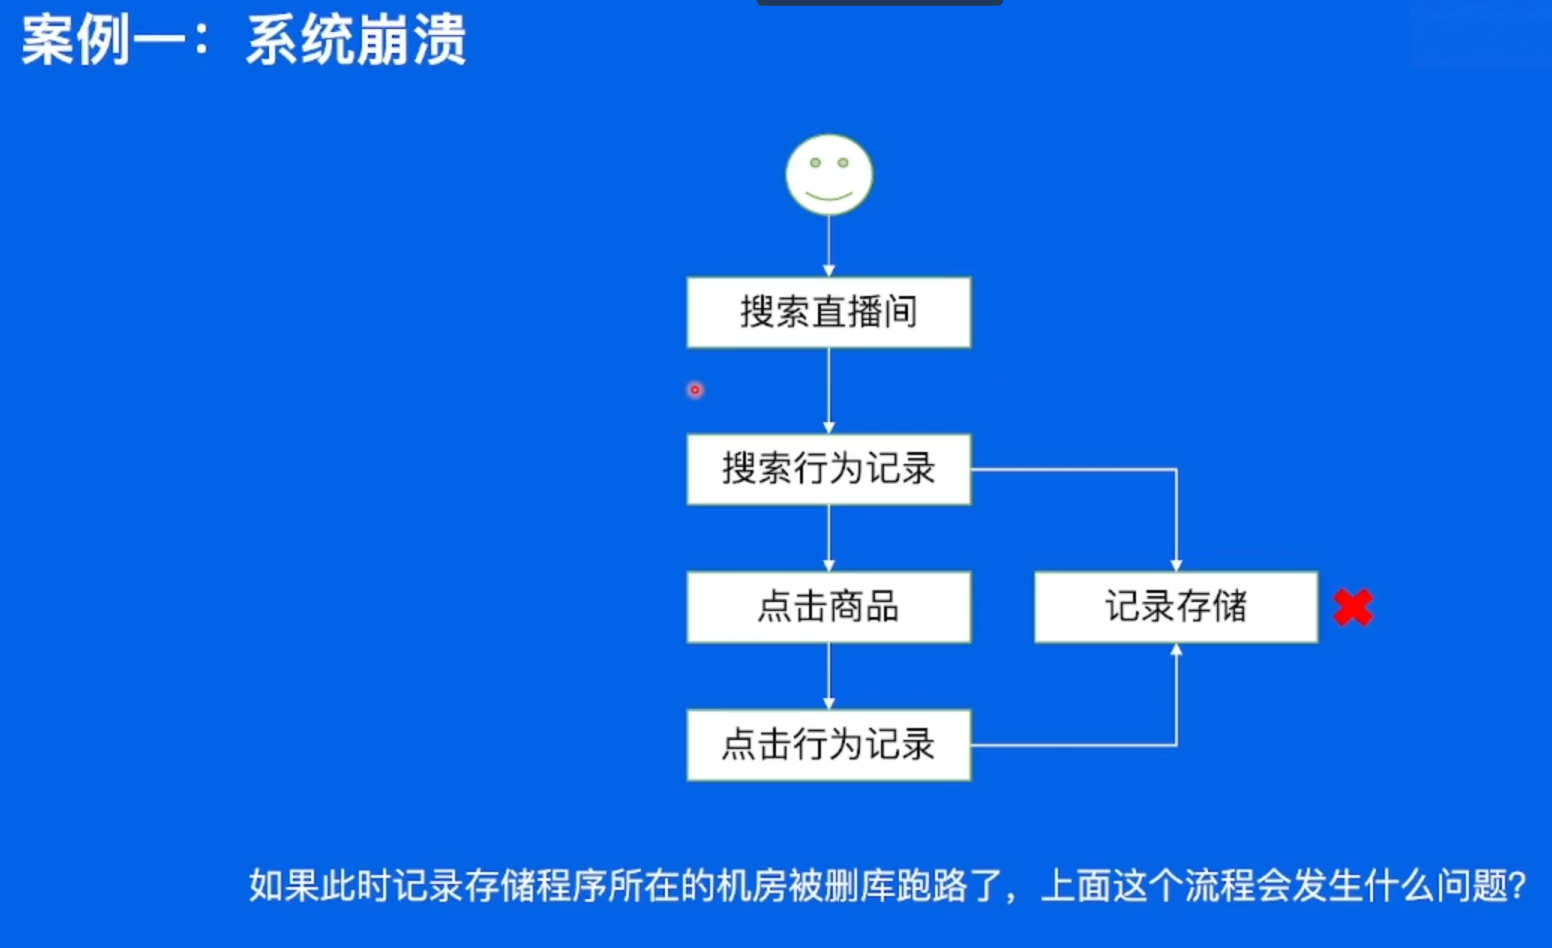 案例一：系统崩溃
搜索直播间
搜索行为记录
点击商品
记录存储
点击行为记录
如果此时记录存储程序所在的机房被删库跑路了，上面这个流程会发生什么问题？